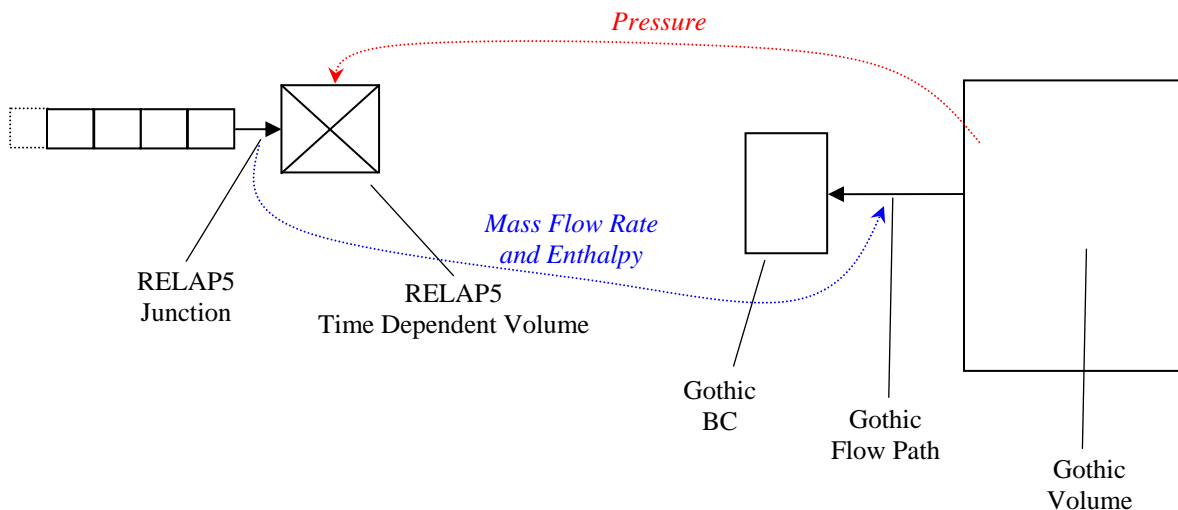 Pressure
Mass Flow Rate
and Enthalpy
RELAP5
Junction
RELAP5
Time Dependent Volume
Gothic
BC
Gothic
Flow Path
Gothic
Volume